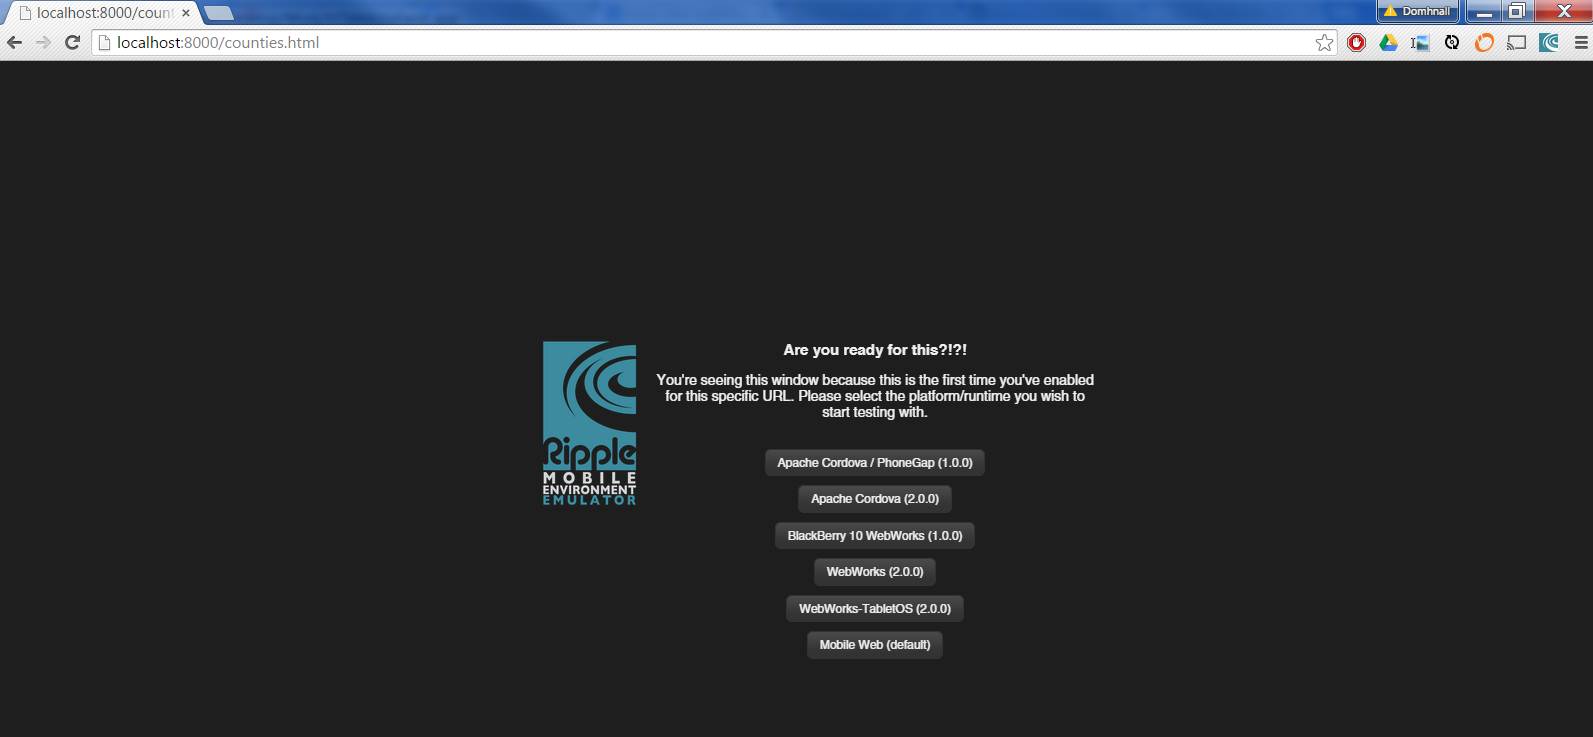 localhost:8000/coun
Domhnall
localhost:8000/counties.html
Are you ready for this?!?!
You're seeing this window because this is the first time you've enabled
for this specific URL. Please select the platform/runtime you wish to
start testing with.
Ripple
MOBILE
ENVIRONMENT
EMULATOR
Apache Cordova / PhoneGap (1.0.0)
Apache Cordova (2.0.0)
BlackBerry 10 WebWorks (1.0.0)
WebWorks (2.0.0)
WebWorks-TabletOS (2.0.0)
Mobile Web (default)